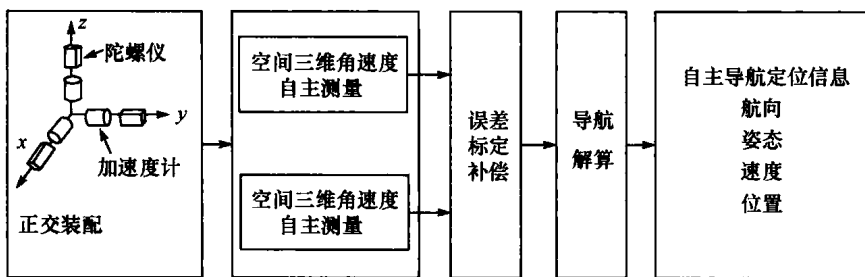 z
陀螺仪
x
y
加速度计
正交装配
空间三维角速度
自主测量
空间三维角速度
自主测量
误差
标定
补偿
导航
解算
自主导航定位信息
航向
姿态
速度
位置